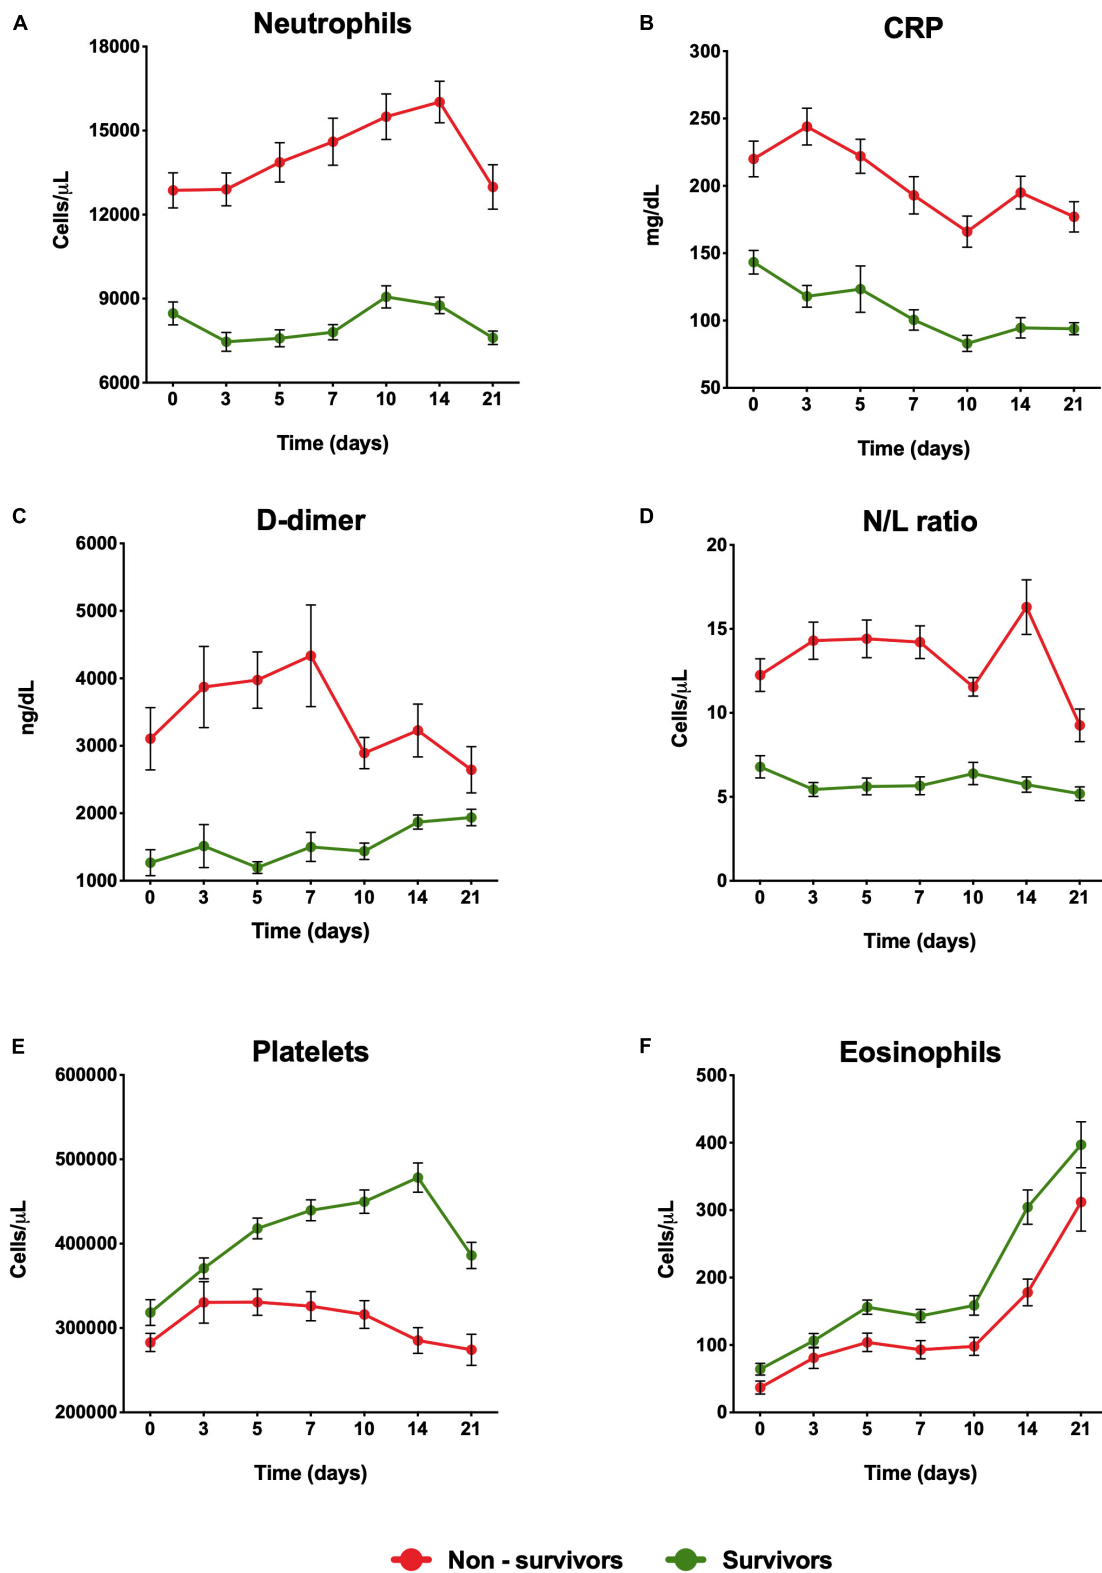 A
Neutrophils
18000
15000
12000
9000
6000
Cells/μL
0 3 5 7 10 14 21
Time (days)
B
CRP
300
250
200
150
100
50
mg/dL
0 3 5 7 10 14 21
Time (days)
C
D-dimer
6000
5000
4000
3000
2000
1000
ng/dL
0 3 5 7 10 14 21
Time (days)
D
N/L ratio
20
15
10
5
0
Cells/μL
0 3 5 7 10 14 21
Time (days)
E
Platelets
600000
500000
400000
300000
200000
Cells/μL
0 3 5 7 10 14 21
Time (days)
F
Eosinophils
500
400
300
200
100
0
Cells/μL
0 3 5 7 10 14 21
Time (days)
Non - survivors
Survivors